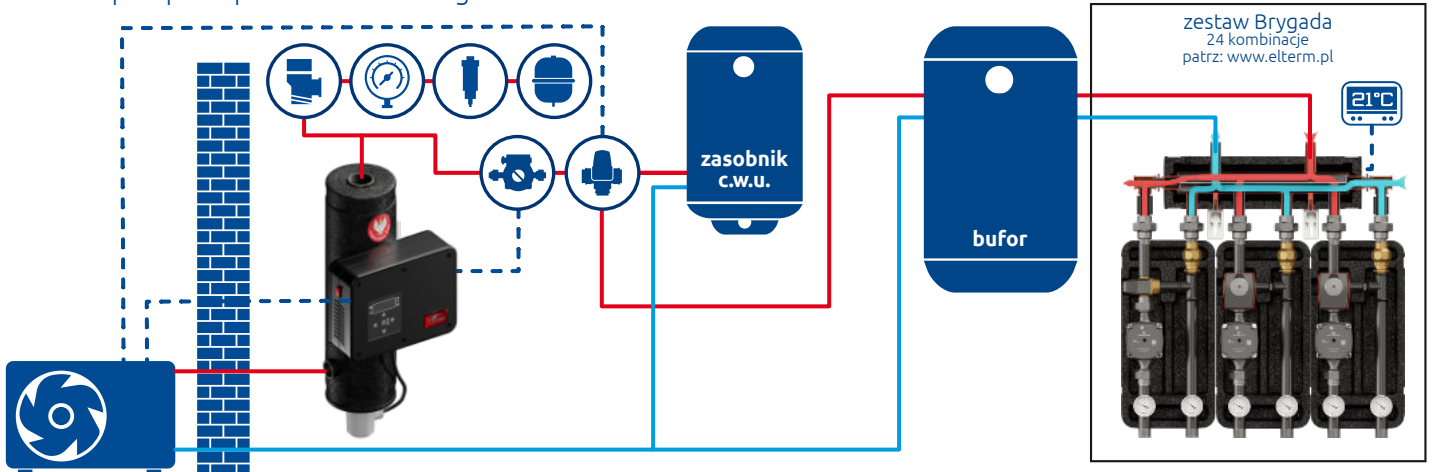 zestaw Brygada
24 kombinacje
patrz: www.elterm.pl
21°C
zasobnik
c.w.u.
bufor